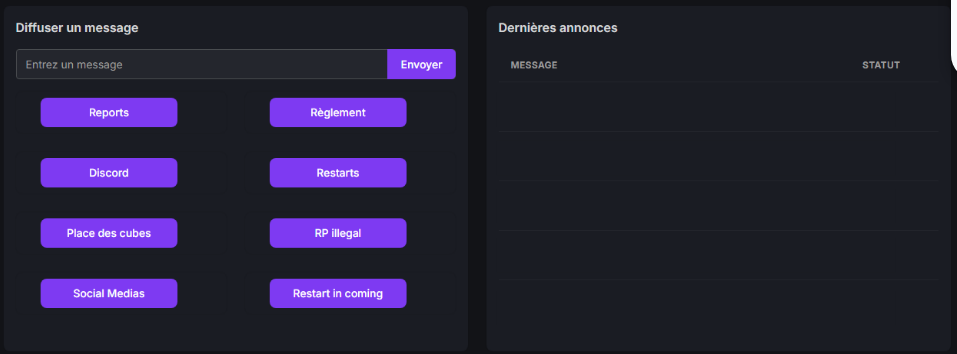 Diffuser un message
Entrez un message
Envoyer
Reports
Règlement
Discord
Restarts
Place des cubes
RP illegal
Social Medias
Restart in coming
Dernières annonces
MESSAGE
STATUT